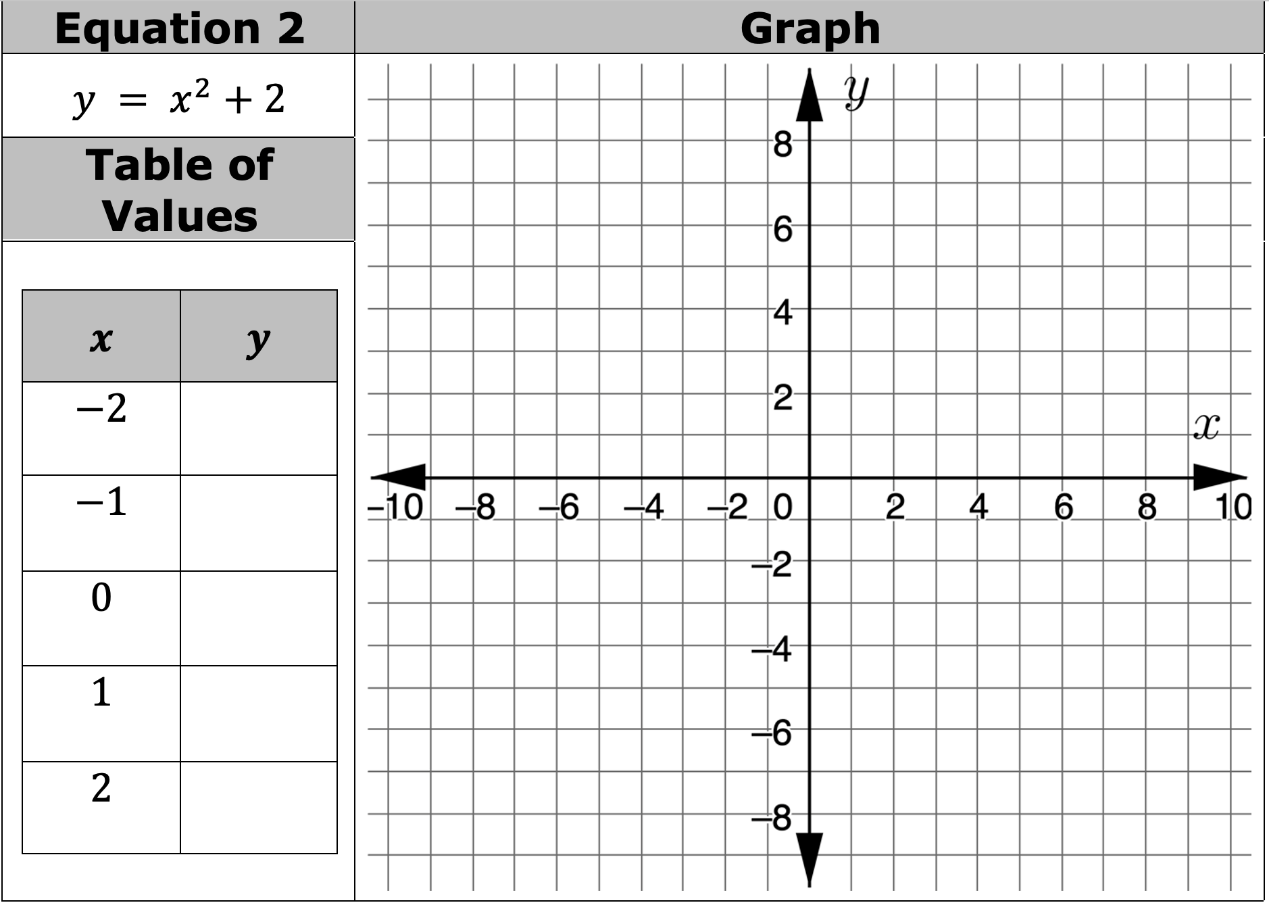 Equation 2
Graph
y = x² + 2
Table of
Values
x y
−2
−1
0
1
2
y
8
6
4
2
x
−10 −8 −6 −4 −2 0 2 4 6 8 10
−2
−4
−6
−8